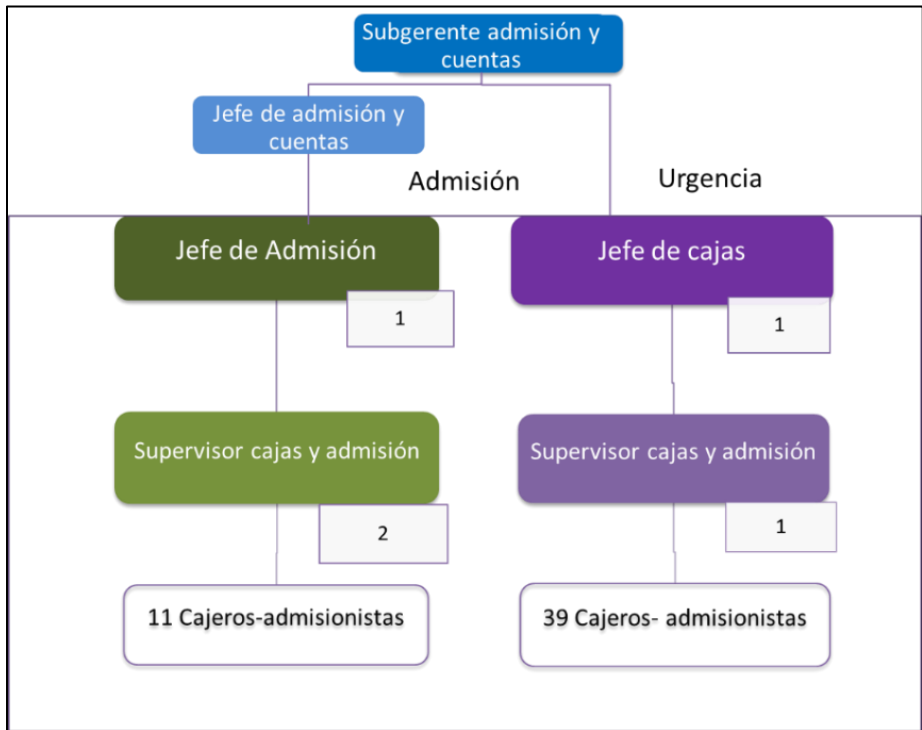 Subgerente admisión y
cuentas
Jefe de admisión y
cuentas
Admisión
Urgencia
Jefe de Admisión
Jefe de cajas
1
1
Supervisor cajas y admisión
Supervisor cajas y admisión
2
1
11 Cajeros-admisionistas
39 Cajeros- admisionistas